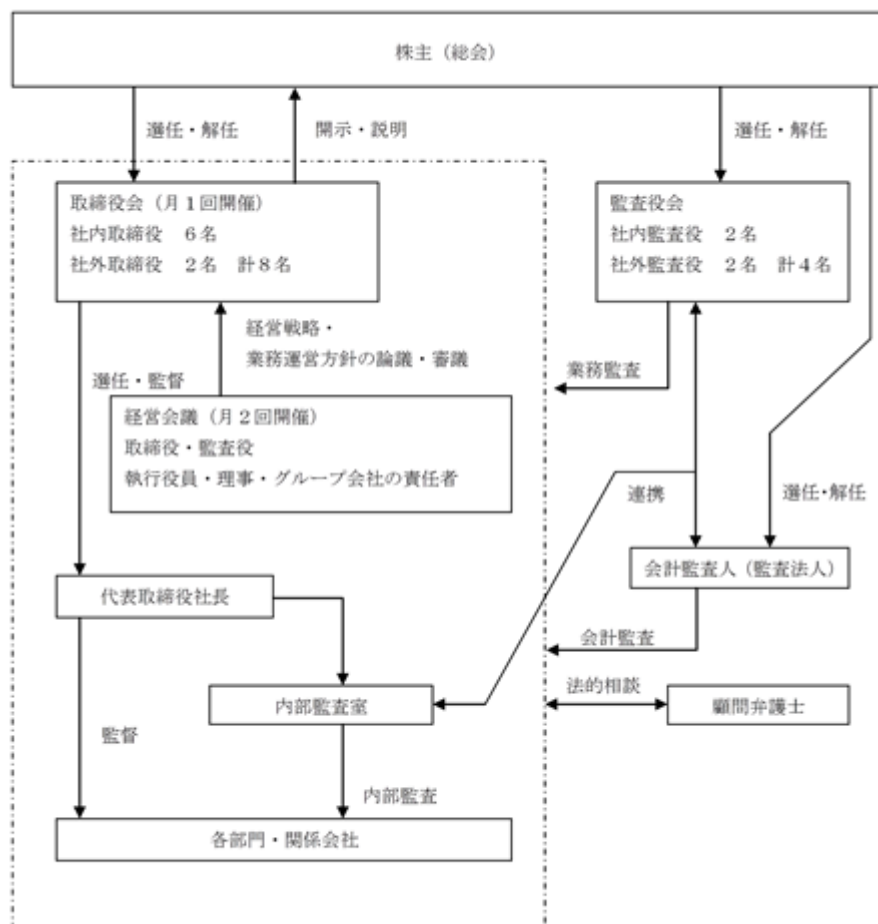 株主（総会）
選任・解任
開示・説明
選任・解任
取締役会（月１回開催）
社内取締役　６名
社外取締役　２名　計８名
監査役会
社内監査役　２名
社外監査役　２名　計４名
経営戦略・
業務運営方針の論議・審議
業務監査
選任・監督
経営会議（月２回開催）
取締役・監査役
執行役員・理事・グループ会社の責任者
連携
選任・解任
会計監査人（監査法人）
代表取締役社長
会計監査
法的相談
内部監査室
顧問弁護士
監督
内部監査
各部門・関係会社